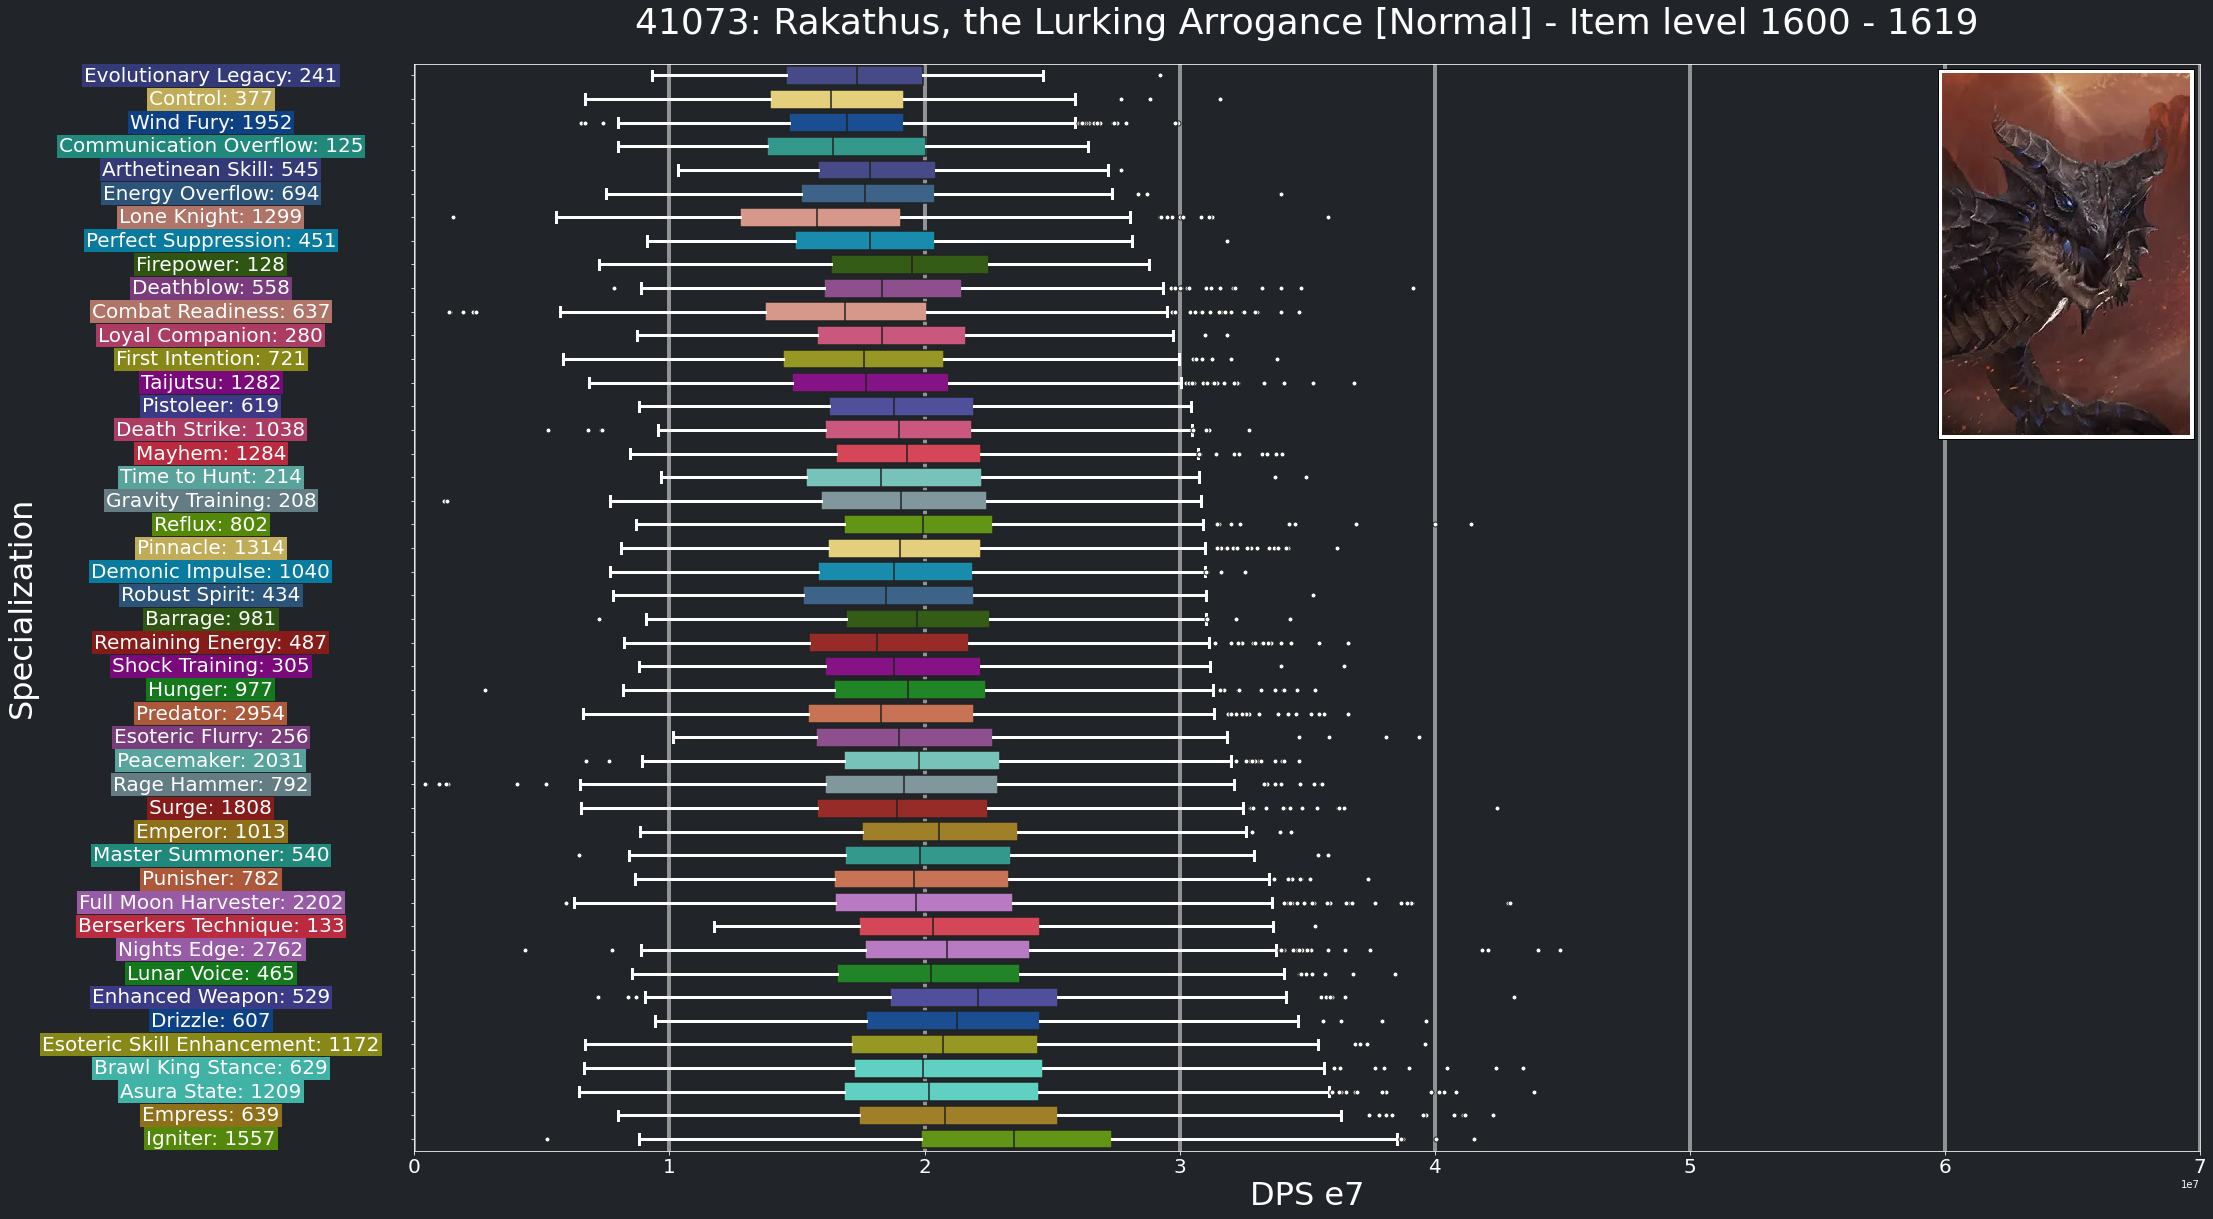 41073: Rakathus, the Lurking Arrogance [Normal] - Item level 1600 - 1619
Specialization
Evolutionary Legacy: 241
Control: 377
Wind Fury: 1952
Communication Overflow: 125
Arthetinean Skill: 545
Energy Overflow: 694
Lone Knight: 1299
Perfect Suppression: 451
Firepower: 128
Deathblow: 558
Combat Readiness: 637
Loyal Companion: 280
First Intention: 721
Taijutsu: 1282
Pistoleer: 619
Death Strike: 1038
Mayhem: 1284
Time to Hunt: 214
Gravity Training: 208
Reflux: 802
Pinnacle: 1314
Demonic Impulse: 1040
Robust Spirit: 434
Barrage: 981
Remaining Energy: 487
Shock Training: 305
Hunger: 977
Predator: 2954
Esoteric Flurry: 256
Peacemaker: 2031
Rage Hammer: 792
Surge: 1808
Emperor: 1013
Master Summoner: 540
Punisher: 782
Full Moon Harvester: 2202
Berserkers Technique: 133
Nights Edge: 2762
Lunar Voice: 465
Enhanced Weapon: 529
Drizzle: 607
Esoteric Skill Enhancement: 1172
Brawl King Stance: 629
Asura State: 1209
Empress: 639
Igniter: 1557
0 1 2 3 4 5 6 7
1e7
DPS e7